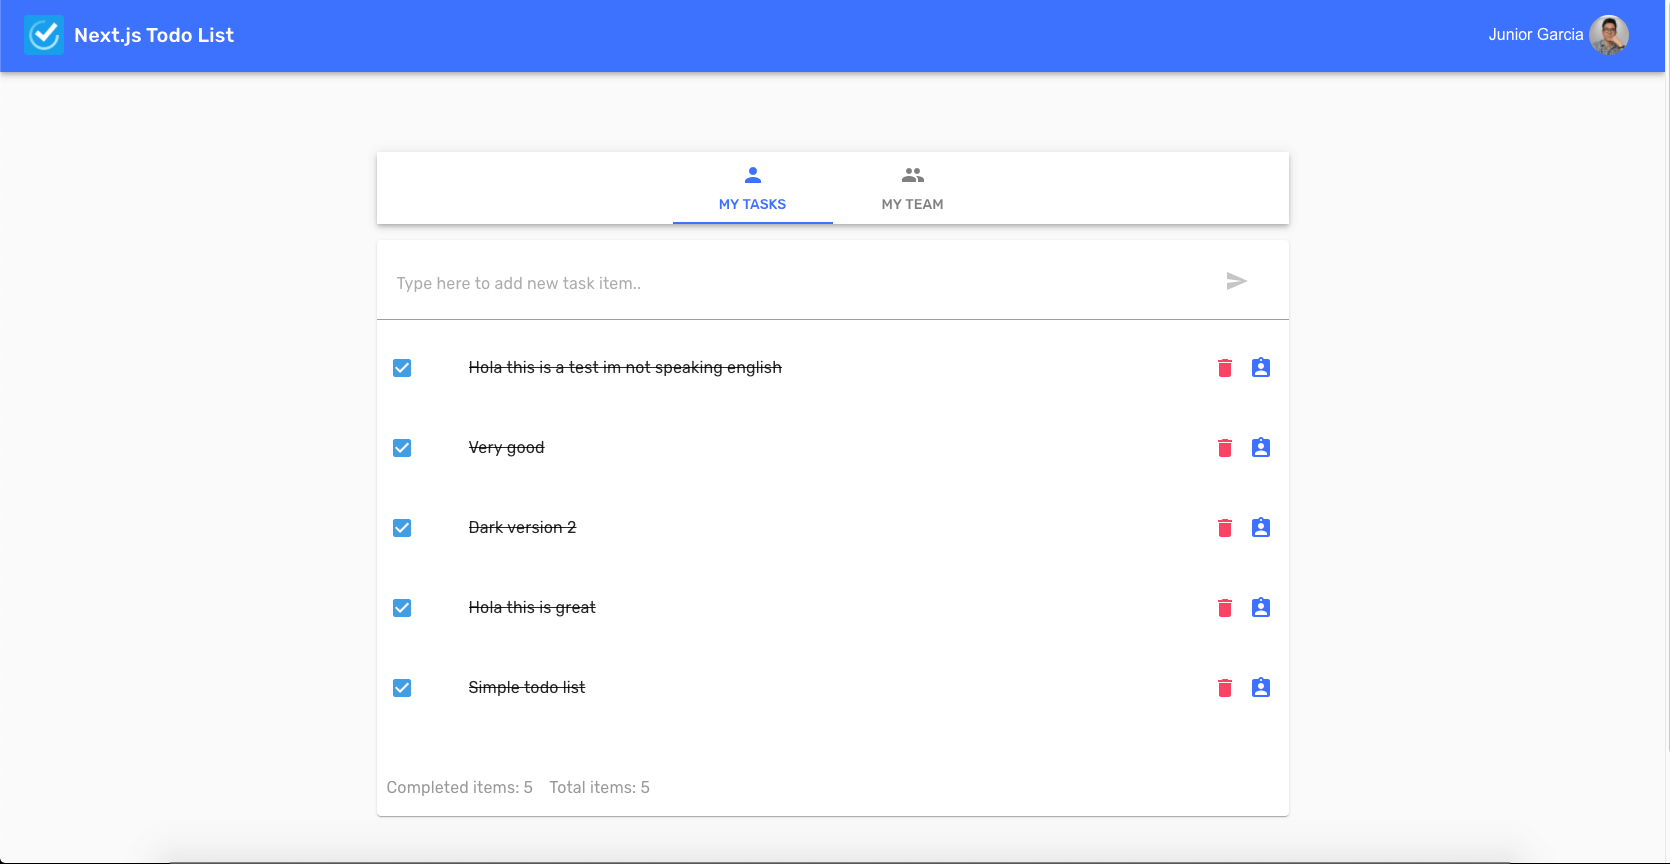 Next.js Todo List
Junior Garcia
MY TASKS
MY TEAM
Type here to add new task item..
Hola this is a test im not speaking english
Very good
Dark version 2
Hola this is great
Simple todo list
Completed items: 5 Total items: 5